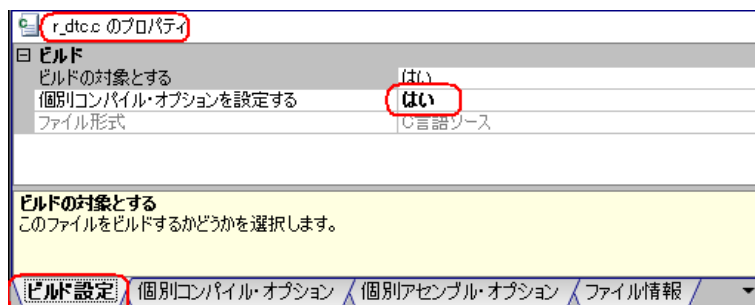 r_dtc.c のプロパティ
ビルド
ビルドの対象とする はい
個別コンパイル・オプションを設定する はい
ファイル形式 C言語ソース
ビルドの対象とする
このファイルをビルドするかどうかを選択します。
ビルド設定 個別コンパイル・オプション 個別アセンブル・オプション ファイル情報